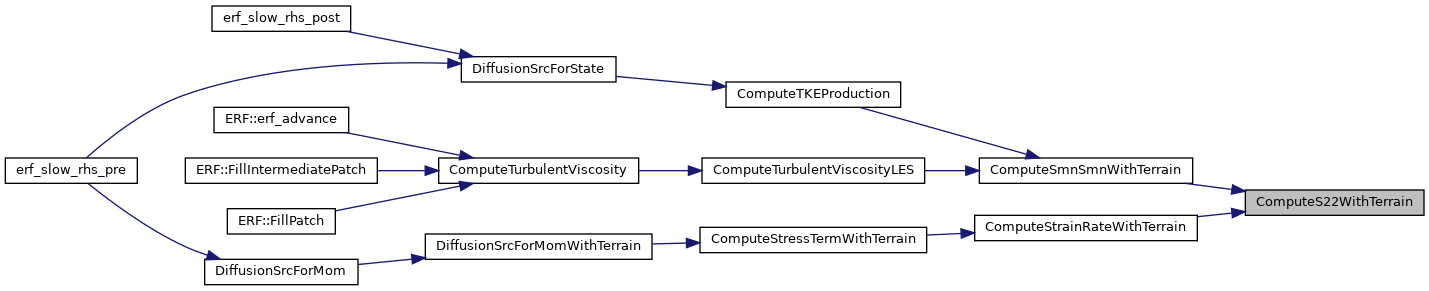 erf_slow_rhs_post
DiffusionSrcForState
ComputeTKEProduction
ERF::erf_advance
erf_slow_rhs_pre
ERF::FillIntermediatePatch
ComputeTurbulentViscosity
ComputeTurbulentViscosityLES
ComputeSmnSmnWithTerrain
ComputeS22WithTerrain
ERF::FillPatch
ComputeStrainRateWithTerrain
ComputeStressTermWithTerrain
DiffusionSrcForMomWithTerrain
DiffusionSrcForMom